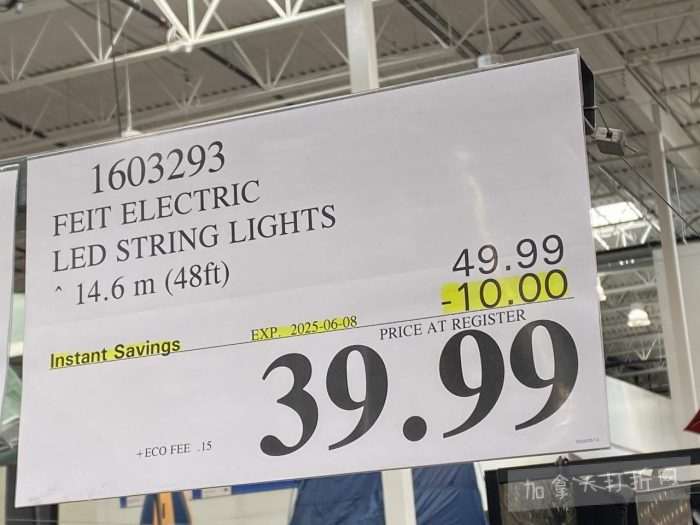 1603293
FEIT ELECTRIC
LED STRING LIGHTS
^ 14.6 m (48ft)
49.99
-10.00
Instant Savings EXP. 2025-06-08 PRICE AT REGISTER
39.99
+ECO FEE .15
加拿大打折网